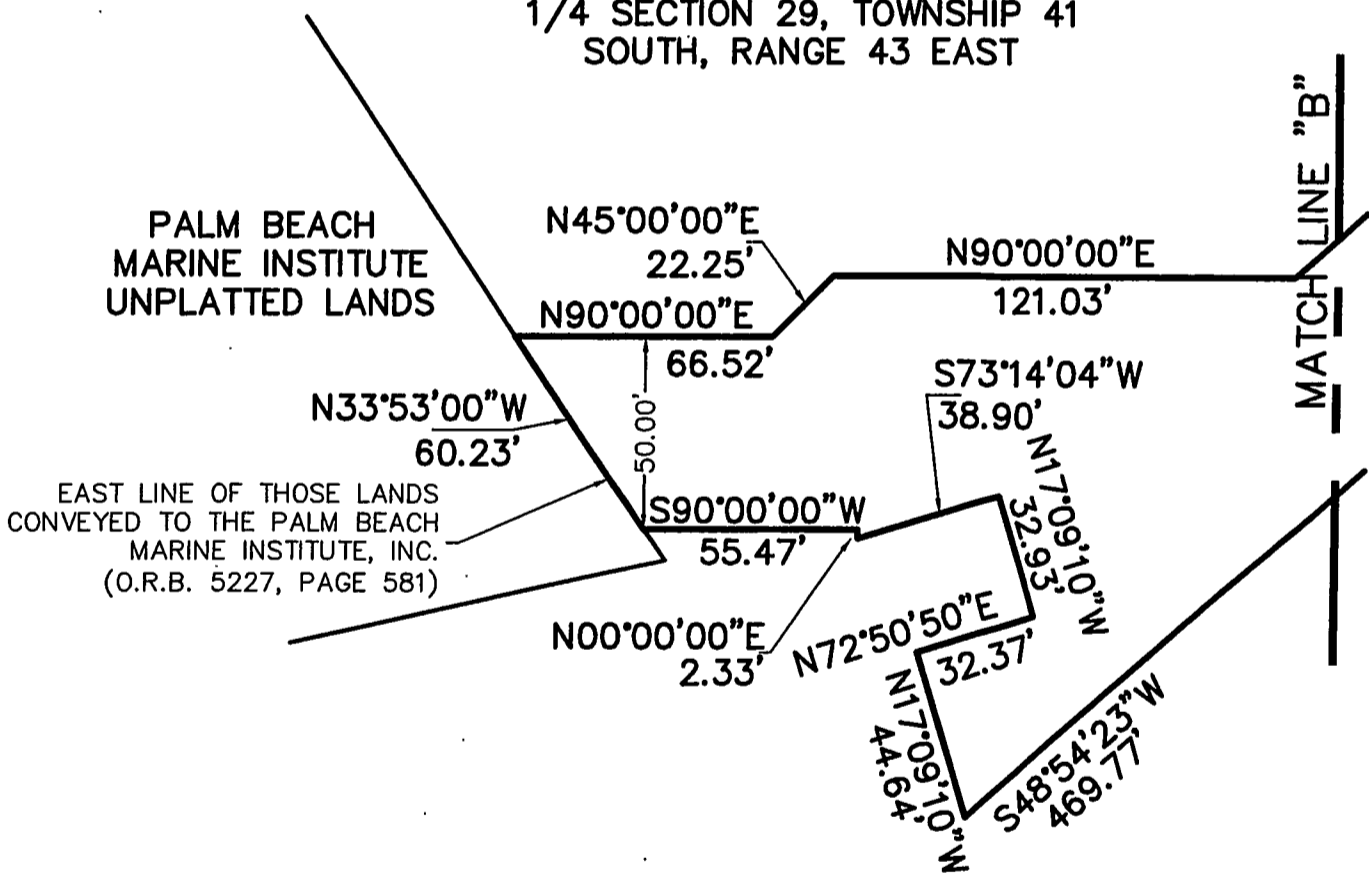 1/4 SECTION 29, TOWNSHIP 41
SOUTH, RANGE 43 EAST
MATCH LINE "B"
PALM BEACH
MARINE INSTITUTE
UNPLATTED LANDS
N45°00'00"E
22.25'
N90°00'00"E
121.03'
N90°00'00"E
66.52'
S73°14'04"W
38.90'
N33°53'00"W
60.23'
50.00'
N17°09'10"W
32.93'
EAST LINE OF THOSE LANDS
CONVEYED TO THE PALM BEACH
MARINE INSTITUTE, INC.
(O.R.B. 5227, PAGE 581)
S90°00'00"W
55.47'
N00°00'00"E
2.33'
N72°50'50"E
32.37'
N17°09'10"W
44.64'
S48°54'23"W
469.77'